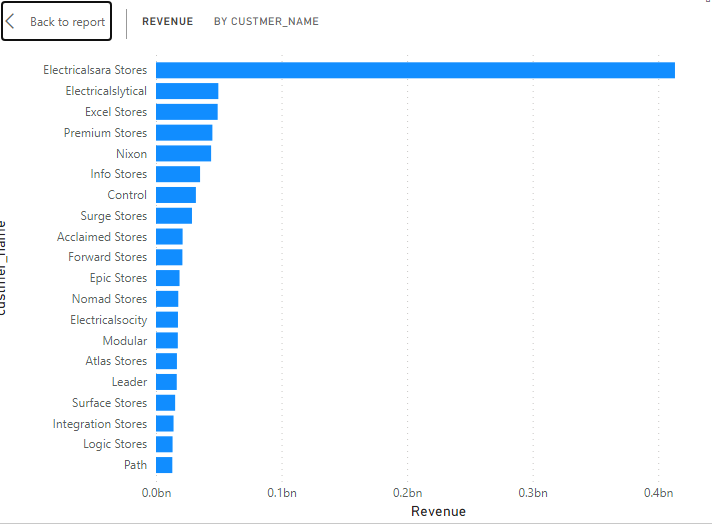 Back to report
REVENUE BY CUSTMER_NAME
Electricalsara Stores
Electricalslytical
Excel Stores
Premium Stores
Nixon
Info Stores
Control
Surge Stores
Acclaimed Stores
Forward Stores
Epic Stores
Nomad Stores
Electricalsocity
Modular
Atlas Stores
Leader
Surface Stores
Integration Stores
Logic Stores
Path
custmer_name
0.0bn 0.1bn 0.2bn 0.3bn 0.4bn
Revenue